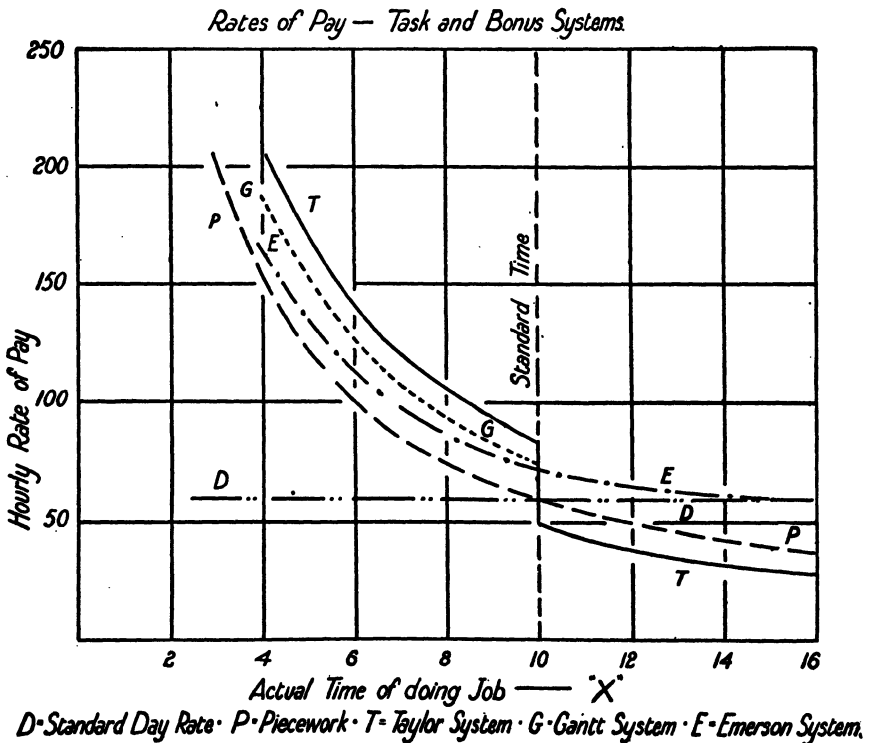 Rates of Pay — Task and Bonus Systems.
250
200
150
100
50
Hourly Rate of Pay
G
T
P
E
Standard Time
G
D
E
D
P
T
2 4 6 8 10 12 14 16
Actual Time of doing Job — "X"
D=Standard Day Rate · P=Piecework · T=Taylor System · G=Gantt System · E=Emerson System.